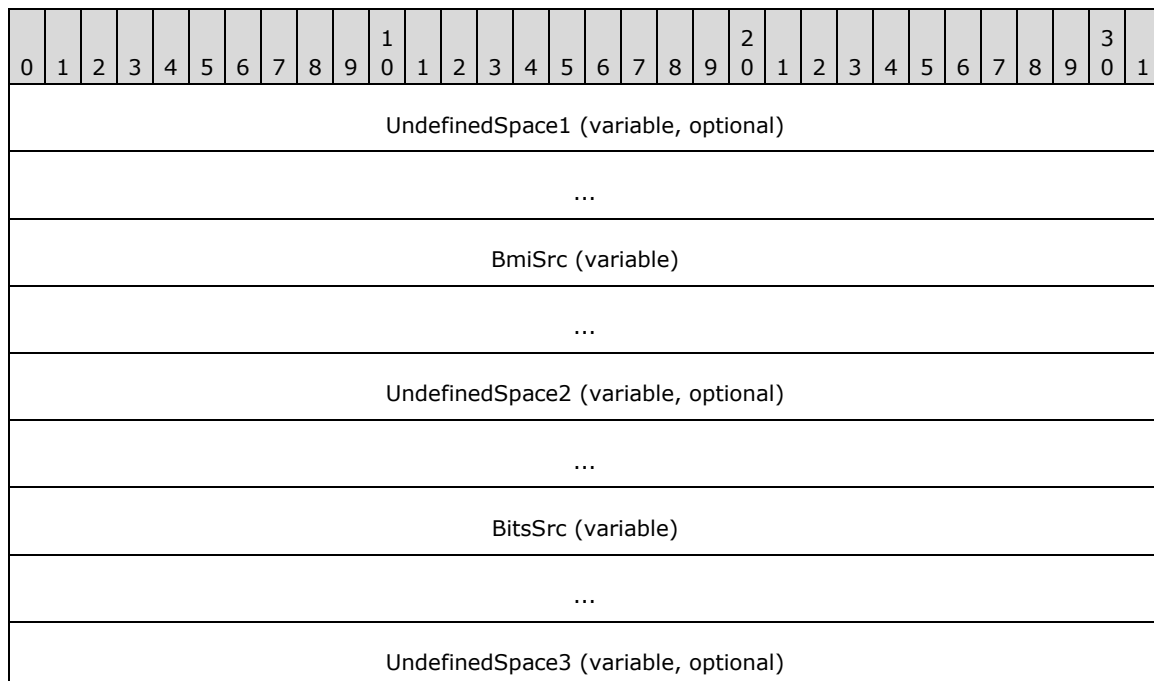 1 2 3
0 1 2 3 4 5 6 7 8 9 0 1 2 3 4 5 6 7 8 9 0 1 2 3 4 5 6 7 8 9 0 1
UndefinedSpace1 (variable, optional)
...
BmiSrc (variable)
...
UndefinedSpace2 (variable, optional)
...
BitsSrc (variable)
...
UndefinedSpace3 (variable, optional)